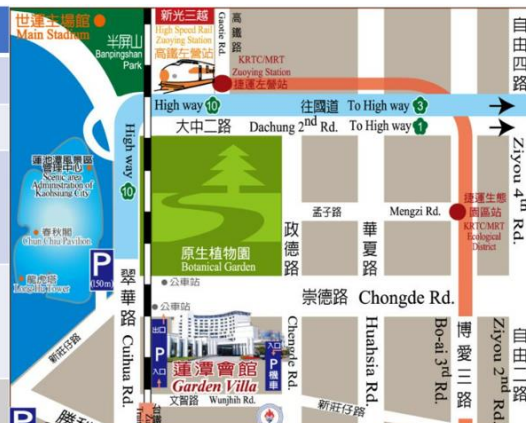 世運主場館
Main Stadium
半屏山
Banpingshan
Park
新光三越
High Speed Rail
Zuoying Station
高鐵左營站
高鐵路
Gaotie Rd.
KRTC/MRT
Zuoying Station
捷運左營站
自由四路
High way 10
往國道 To High way 3
大中二路 Dachung 2nd Rd. To High way 1
High way
10
Ziyou 4th Rd.
蓮池潭風景區
管理中心
Scenic area
Administration of
Kaohsiung City
春秋閣
Chun Chiu Pavilion
龍虎塔
P
150m
原生植物園
Botanical Garden
政德路
孟子路 Mengzi Rd.
華夏路
捷運生態
園區站
KRTC/MRT
Ecological
District
公車站
公車站
崇德路 Chongde Rd.
翠華路
Cuihua Rd.
出口
P
入口
入口
P
機車
蓮潭會館
Garden Villa
Chengde Rd.
Huahsia Rd.
博愛三路
Bo-ai 3rd Rd.
自由二路
Ziyou 2nd Rd.
新莊仔路
文智路 Wunjhih Rd.
新莊仔路
P